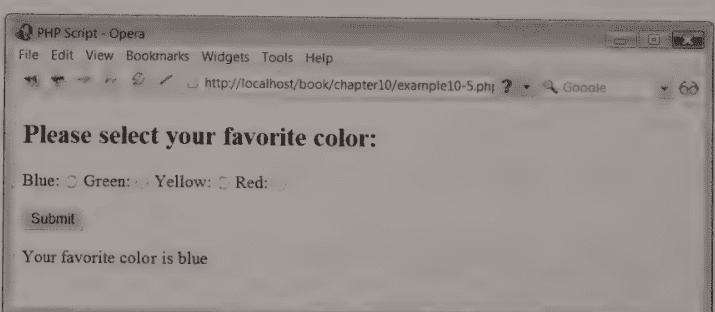 PHP Script - Opera
File Edit View Bookmarks Widgets Tools Help
http://localhost/book/chapter10/example10-5.php ? Google
Please select your favorite color:
Blue: Green: Yellow: Red:
Submit
Your favorite color is blue